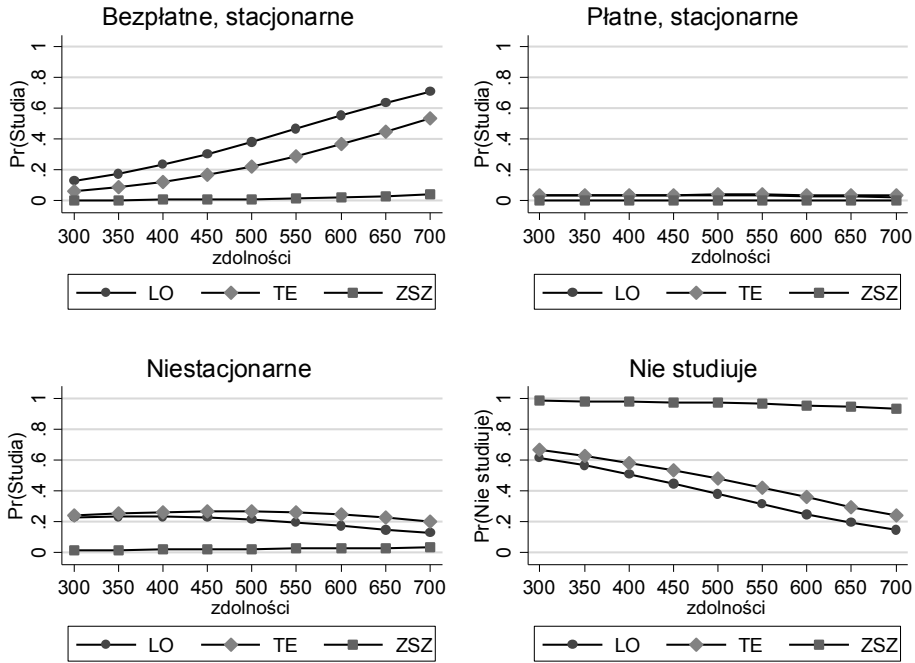 Bezpłatne, stacjonarne
Pr(Studia)
0 .2 .4 .6 .8 1
300 350 400 450 500 550 600 650 700
zdolności
LO TE ZSZ
Płatne, stacjonarne
Pr(Studia)
0 .2 .4 .6 .8 1
300 350 400 450 500 550 600 650 700
zdolności
LO TE ZSZ
Niestacjonarne
Pr(Studia)
0 .2 .4 .6 .8 1
300 350 400 450 500 550 600 650 700
zdolności
LO TE ZSZ
Nie studiuje
Pr(Nie studiuje)
0 .2 .4 .6 .8 1
300 350 400 450 500 550 600 650 700
zdolności
LO TE ZSZ